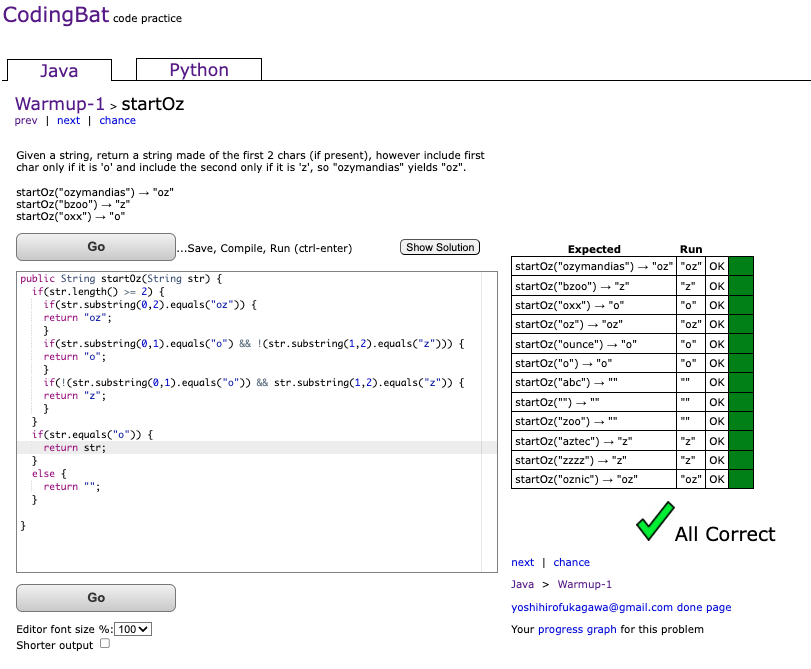 CodingBat code practice
Java
Python
Warmup-1 > startOz
prev | next | chance
Given a string, return a string made of the first 2 chars (if present), however include first
char only if it is 'o' and include the second only if it is 'z', so "ozymandias" yields "oz".
startOz("ozymandias") → "oz"
startOz("bzoo") → "z"
startOz("oxx") → "o"
Go
...Save, Compile, Run (ctrl-enter)
Show Solution
public String startOz(String str) {
  if(str.length() >= 2) {
    if(str.substring(0,2).equals("oz")) {
    return "oz";
    }
    if(str.substring(0,1).equals("o") && !(str.substring(1,2).equals("z"))) {
    return "o";
    }
    if(!(str.substring(0,1).equals("o")) && str.substring(1,2).equals("z")) {
    return "z";
    }
  }
  if(str.equals("o")) {
    return str;
  }
  else {
    return "";
  }
}
Go
Editor font size %: 100
Shorter output
Expected Run
startOz("ozymandias") → "oz" "oz" OK
startOz("bzoo") → "z" "z" OK
startOz("oxx") → "o" "o" OK
startOz("oz") → "oz" "oz" OK
startOz("ounce") → "o" "o" OK
startOz("o") → "o" "o" OK
startOz("abc") → "" "" OK
startOz("") → "" "" OK
startOz("zoo") → "" "" OK
startOz("aztec") → "z" "z" OK
startOz("zzzz") → "z" "z" OK
startOz("oznic") → "oz" "oz" OK
All Correct
next | chance
Java > Warmup-1
yoshihirofukagawa@gmail.com done page
Your progress graph for this problem